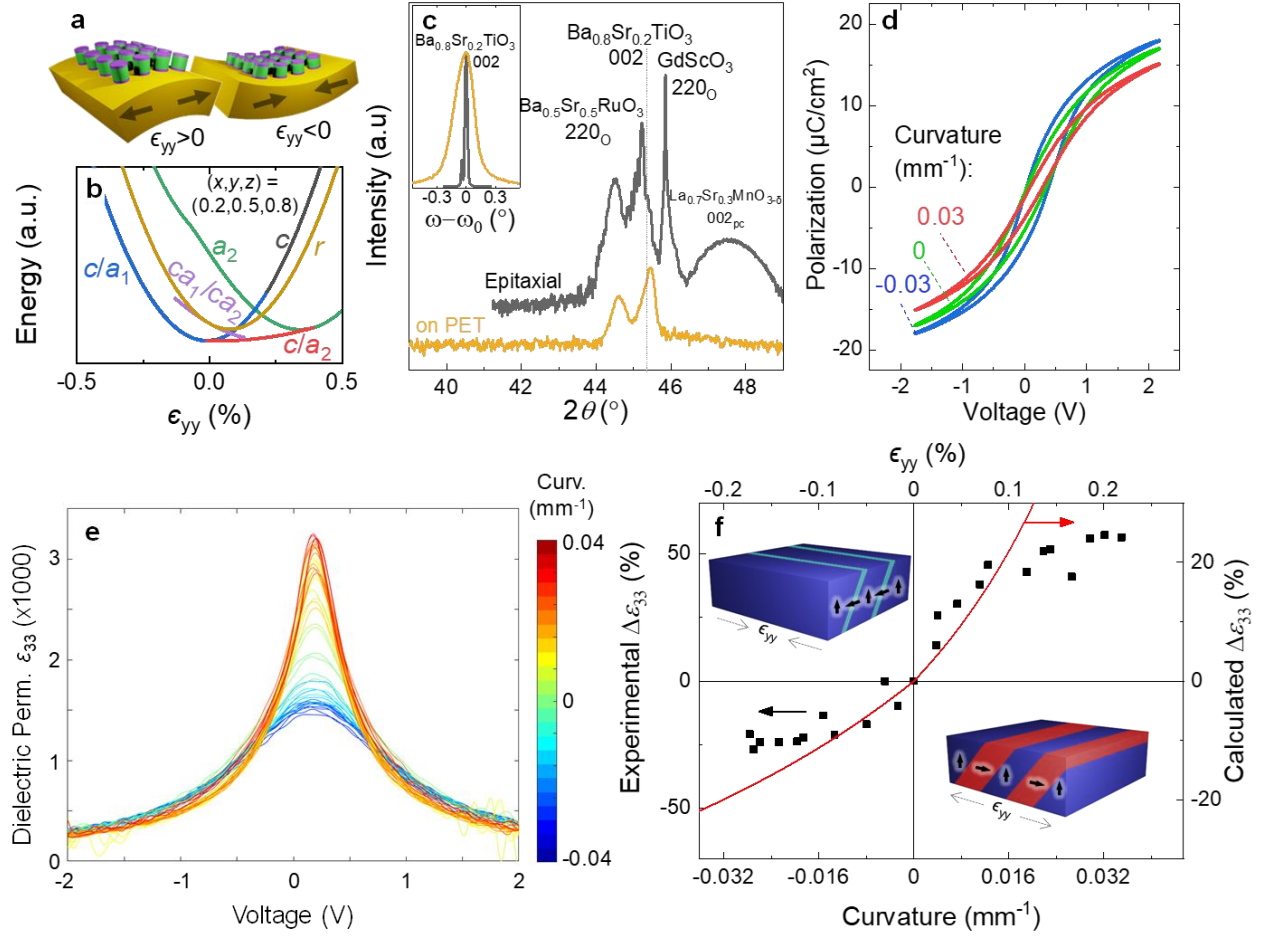 a
ϵyy>0
ϵyy<0
b
(x,y,z) =
(0.2,0.5,0.8)
c/a1
ca1/ca2
a2
c
r
c/a2
Energy (a.u.)
-0.5
0.0
0.5
ϵyy (%)
c
Ba0.8Sr0.2TiO3
002
-0.3
0
0.3
ω−ω0 (°)
Ba0.8Sr0.2TiO3
002
GdScO3
220O
Ba0.5Sr0.5RuO3
220O
La0.7Sr0.3MnO3-δ
002pc
Epitaxial
on PET
Intensity (a.u)
40
42
44
46
48
2θ (°)
d
Curvature
(mm-1):
0.03
0
-0.03
Polarization (µC/cm2)
20
10
0
-10
-20
-2
-1
0
1
2
Voltage (V)
e
Dielectric Perm. ε33 (x1000)
3
2
1
0
-2
-1
0
1
2
Voltage (V)
Curv.
(mm-1)
0.04
0
-0.04
ϵyy (%)
-0.2
-0.1
0
0.1
0.2
f
ϵyy
ϵyy
Experimental Δε33 (%)
50
0
-50
Calculated Δε33 (%)
20
0
-20
-0.032
-0.016
0
0.016
0.032
Curvature (mm-1)